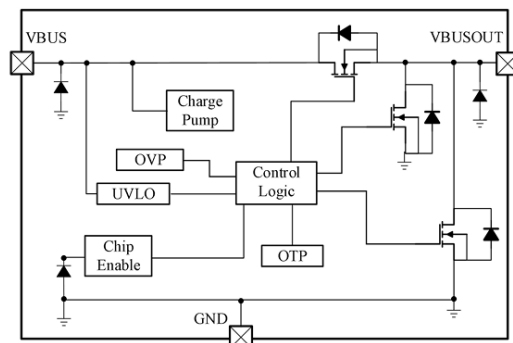 VBUS
VBUSOUT
Charge
Pump
OVP
Control
Logic
UVLO
Chip
Enable
OTP
GND